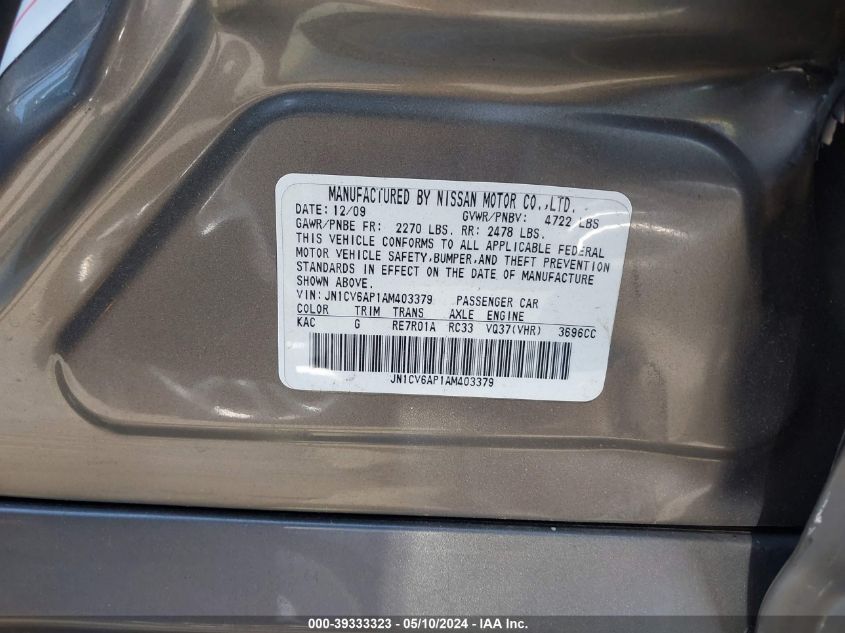 MANUFACTURED BY NISSAN MOTOR CO.,LTD.
DATE: 12/09 GVWR/PNBV: 4722 LBS
GAWR/PNBE FR: 2270 LBS. RR: 2478 LBS.
THIS VEHICLE CONFORMS TO ALL APPLICABLE FEDERAL
MOTOR VEHICLE SAFETY,BUMPER,AND THEFT PREVENTION
STANDARDS IN EFFECT ON THE DATE OF MANUFACTURE
SHOWN ABOVE.
VIN:JN1CV6AP1AM403379 PASSENGER CAR
COLOR TRIM TRANS AXLE ENGINE
KAC G RE7R01A RC33 VQ37(VHR) 3696CC
JN1CV6AP1AM403379
000-39333323 - 05/10/2024 - IAA Inc.